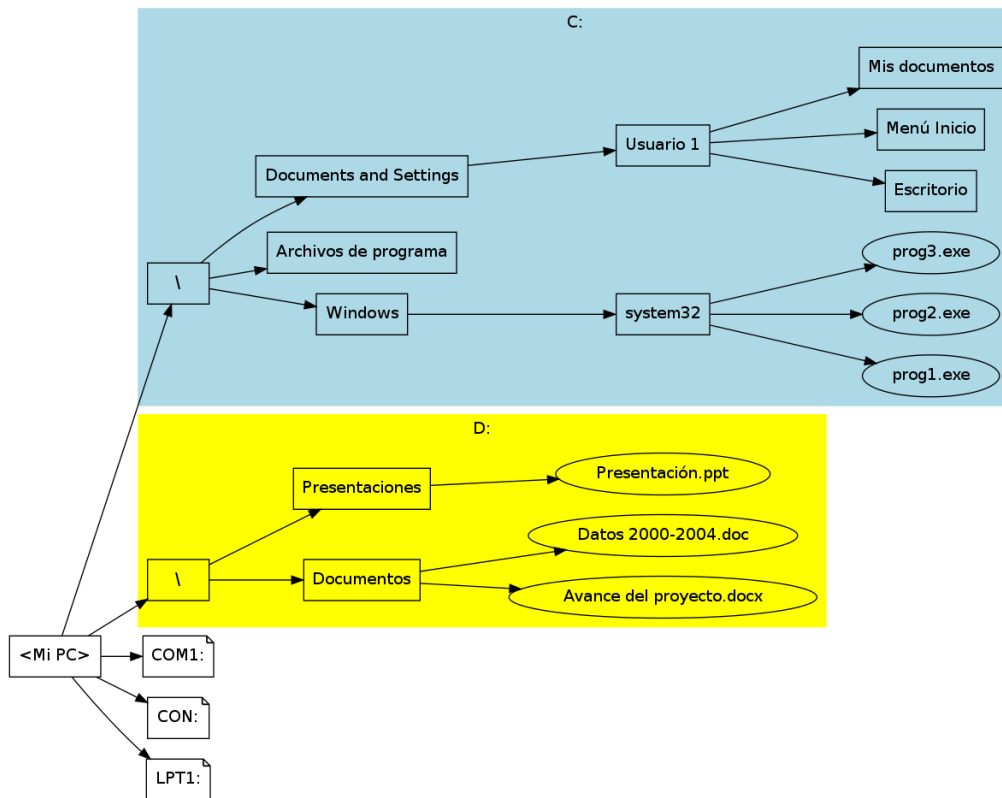 C:
Mis documentos
Menú Inicio
Usuario 1
Documents and Settings
Escritorio
Archivos de programa
prog3.exe
\
Windows
system32
prog2.exe
prog1.exe
D:
Presentaciones
Presentación.ppt
Datos 2000-2004.doc
\
Documentos
Avance del proyecto.docx
<Mi PC>
COM1:
CON:
LPT1: